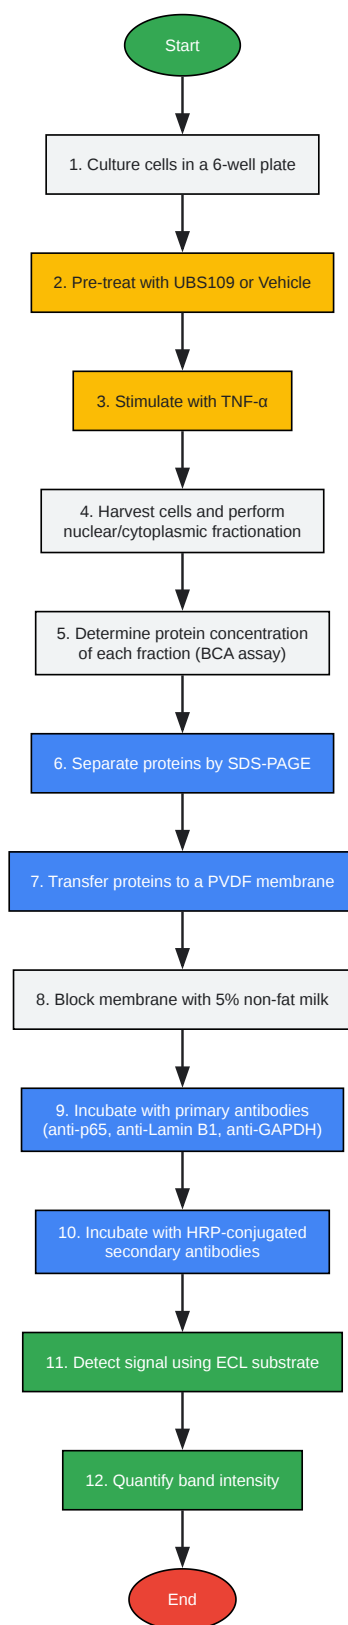 Start
1. Culture cells in a 6-well plate
2. Pre-treat with UBS109 or Vehicle
3. Stimulate with TNF-α
4. Harvest cells and perform
nuclear/cytoplasmic fractionation
5. Determine protein concentration
of each fraction (BCA assay)
6. Separate proteins by SDS-PAGE
7. Transfer proteins to a PVDF membrane
8. Block membrane with 5% non-fat milk
9. Incubate with primary antibodies
(anti-p65, anti-Lamin B1, anti-GAPDH)
10. Incubate with HRP-conjugated
secondary antibodies
11. Detect signal using ECL substrate
12. Quantify band intensity
End